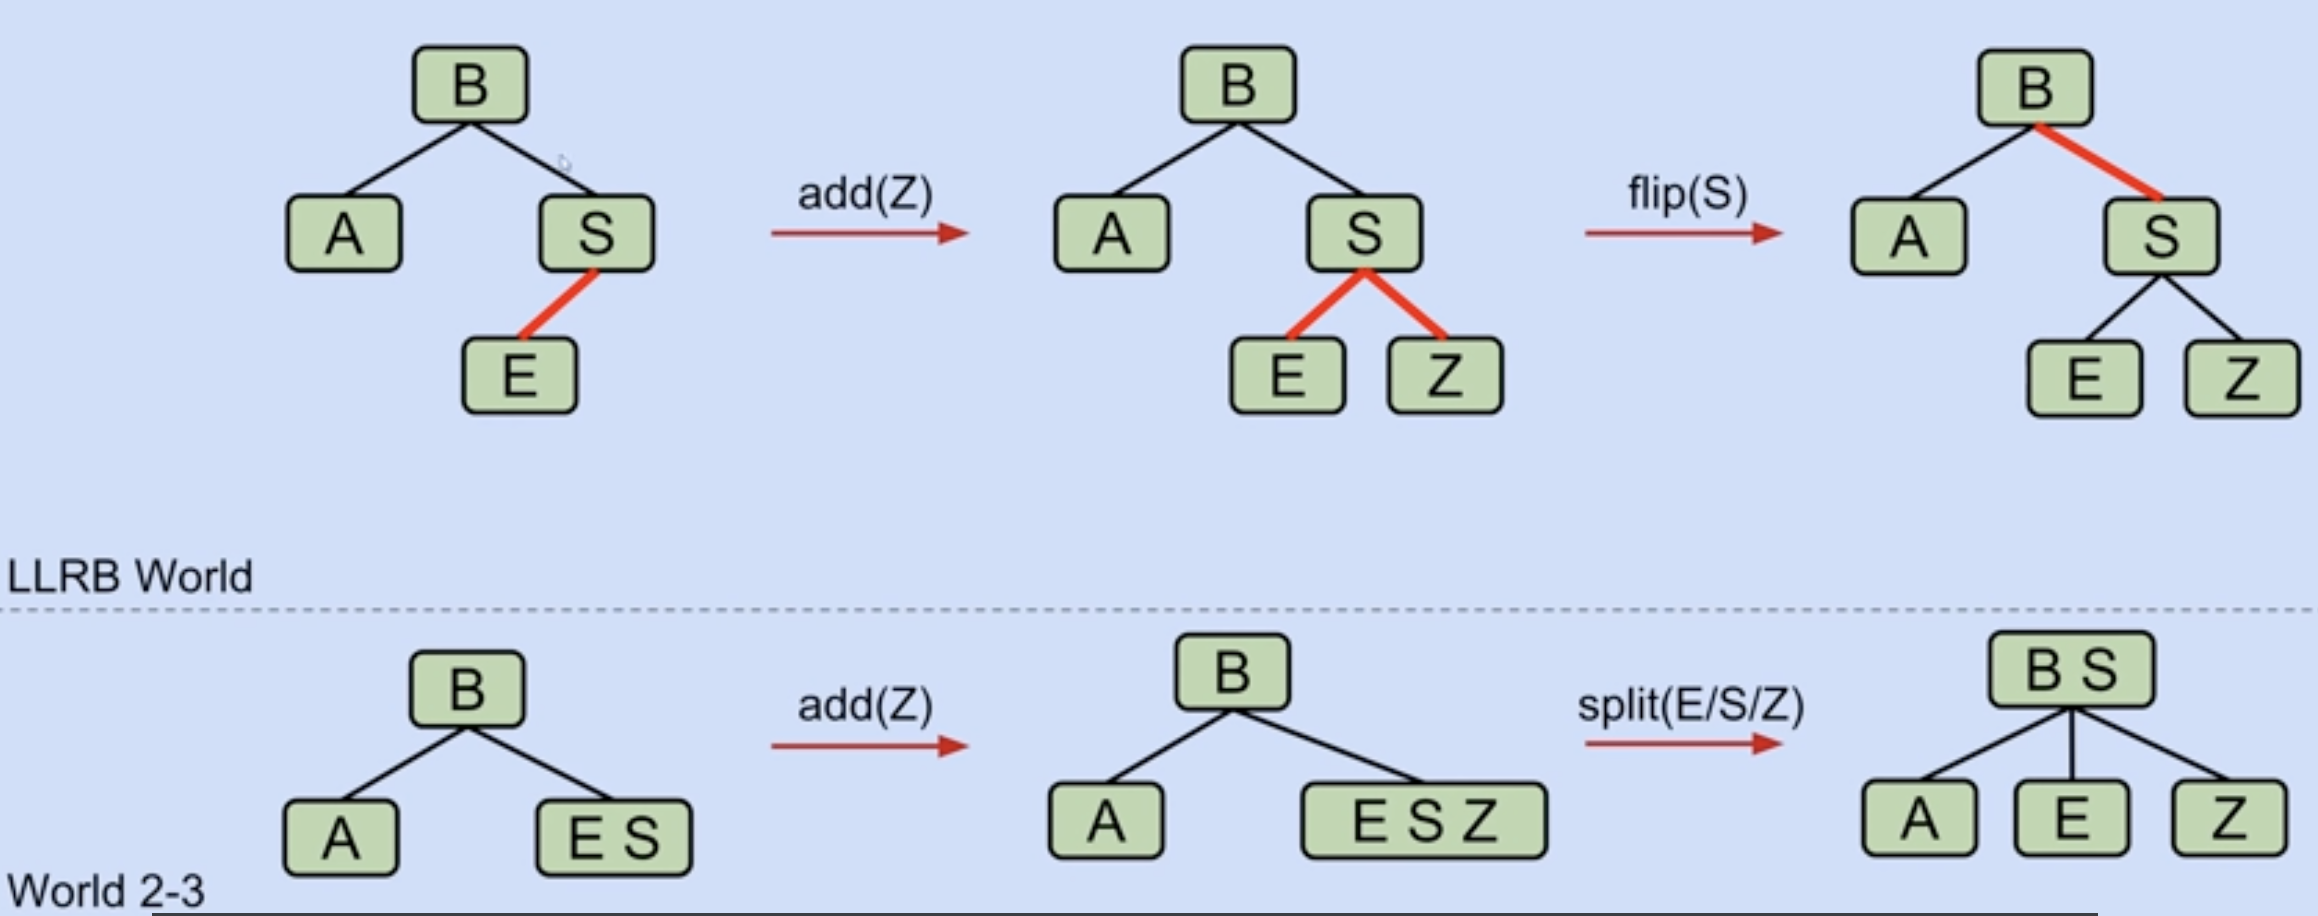 B
A
S
E
add(Z)
B
A
S
E
Z
flip(S)
B
A
S
E
Z
LLRB World
B
A
E S
add(Z)
B
A
E S Z
split(E/S/Z)
B S
A
E
Z
World 2-3